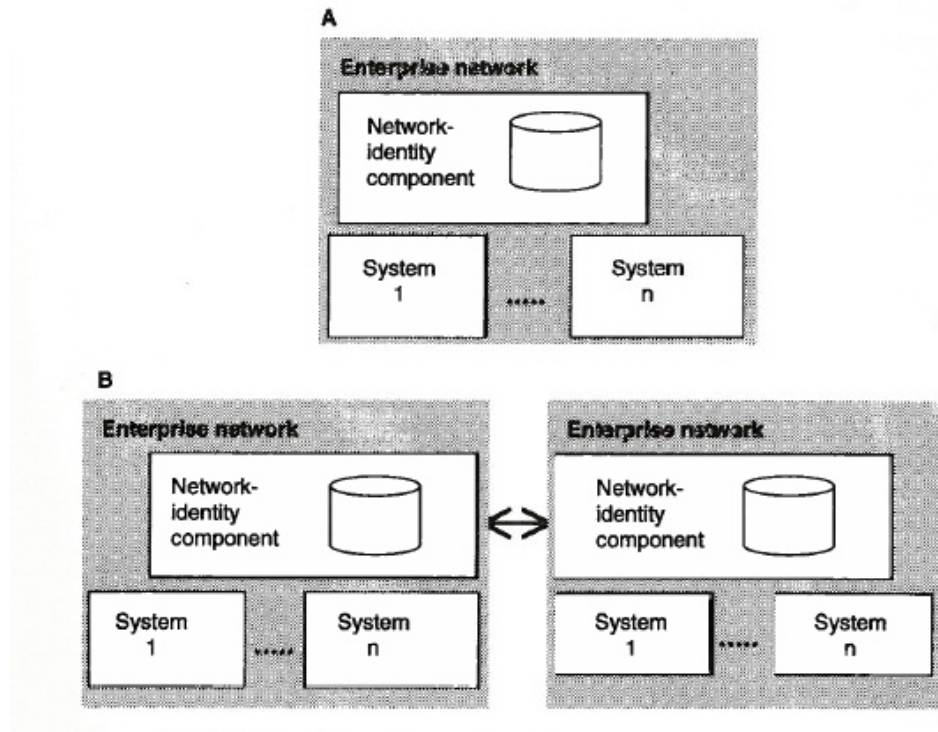 A
Enterprise network
Network-
identity
component
System
1
.....
System
n
B
Enterprise network
Network-
identity
component
System
1
.....
System
n
Enterprise network
Network-
identity
component
System
1
.....
System
n